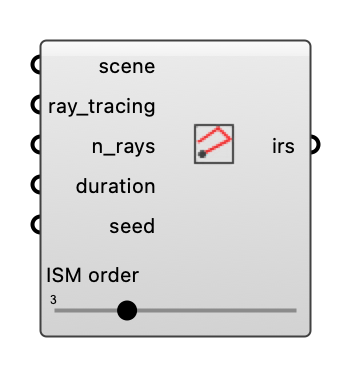 scene
ray_tracing
n_rays
irs
duration
seed
ISM order
3